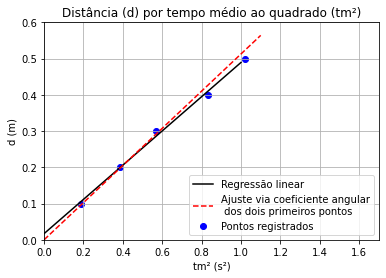 Distância (d) por tempo médio ao quadrado (tm²)
0.6
0.5
0.4
0.3
0.2
0.1
0.0
d (m)
Regressão linear
Ajuste via coeficiente angular
dos dois primeiros pontos
Pontos registrados
0.0 0.2 0.4 0.6 0.8 1.0 1.2 1.4 1.6
tm² (s²)